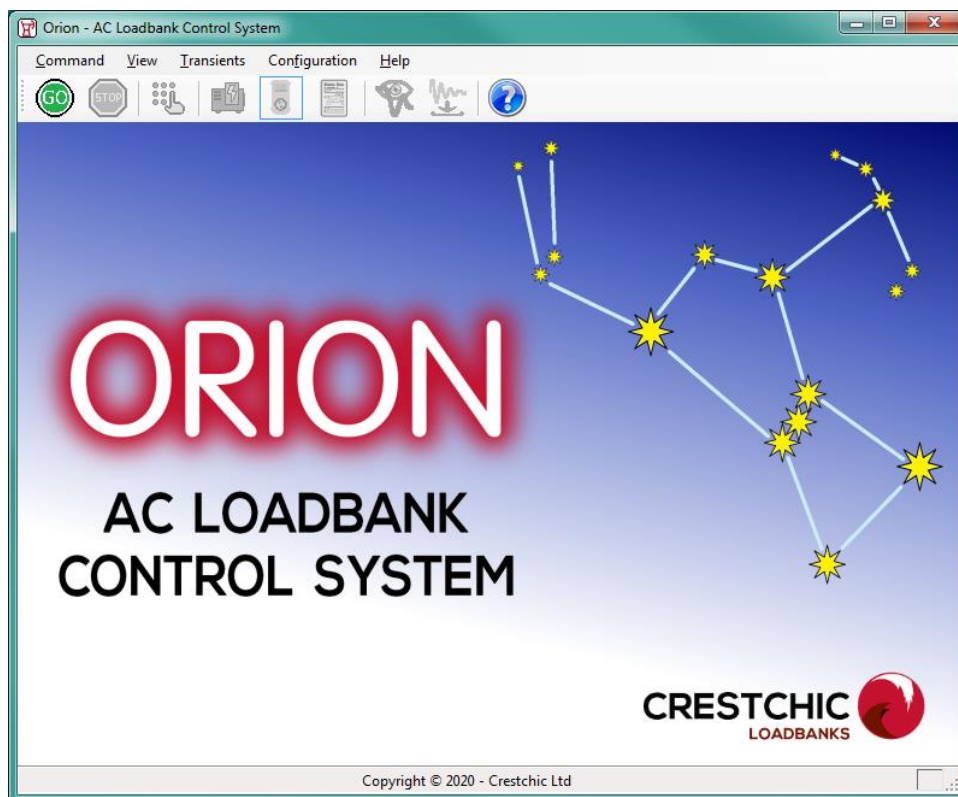 Orion - AC Loadbank Control System
Command View Transients Configuration Help
GO STOP
ORION
AC LOADBANK
CONTROL SYSTEM
CRESTCHIC
LOADBANKS
Copyright © 2020 - Crestchic Ltd